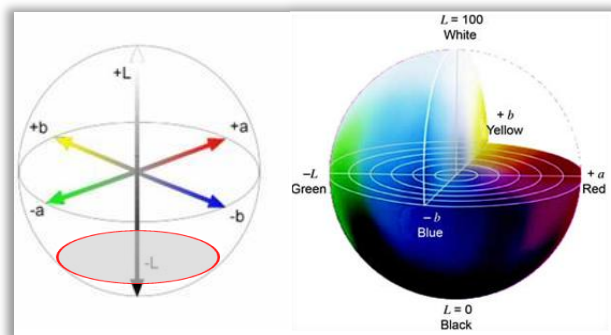 +L
+b
+a
-a
-b
-L
L = 100
White
+ b
Yellow
–L
Green
+ a
Red
– b
Blue
L = 0
Black